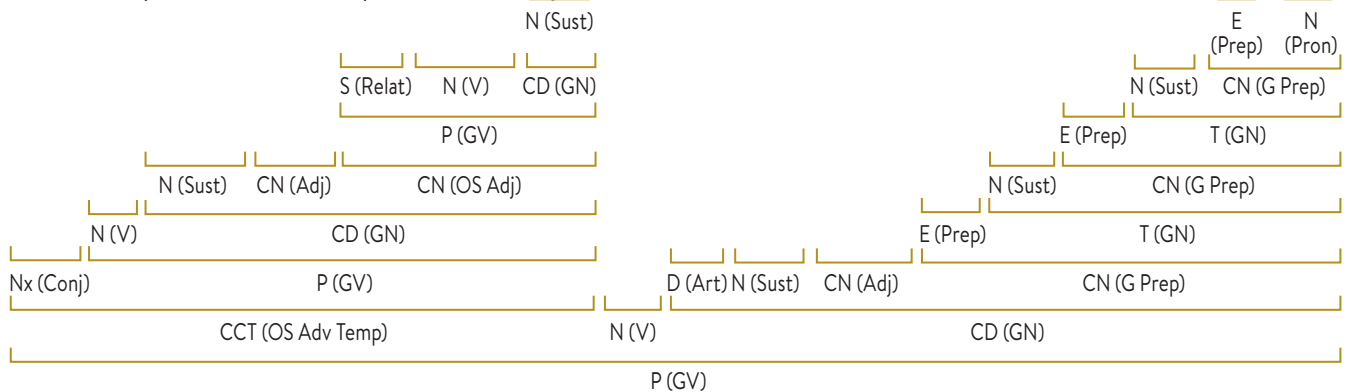 N (Sust) E (Prep) N (Pron)
S (Relat) N (V) CD (GN) N (Sust) CN (G Prep)
P (GV) E (Prep) T (GN)
N (Sust) CN (Adj) CN (OS Adj) N (Sust) CN (G Prep)
N (V) CD (GN) E (Prep) T (GN)
Nx (Conj) P (GV) D (Art) N (Sust) CN (Adj) CN (G Prep)
CCT (OS Adv Temp) N (V) CD (GN)
P (GV)